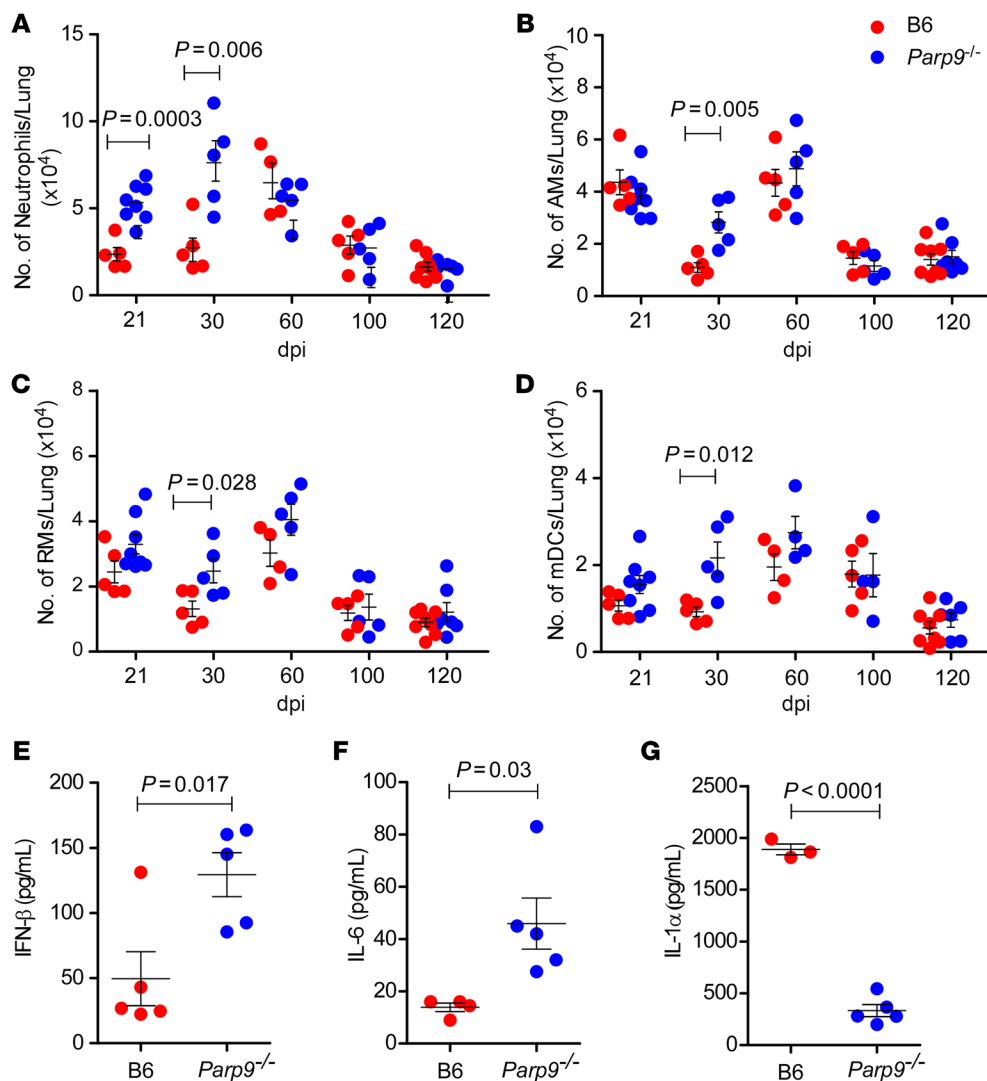 A
No. of Neutrophils/Lung
(x10⁴)
15
10
5
0
P = 0.0003
P = 0.006
21 30 60 100 120
dpi
B
No. of AMs/Lung (x10⁴)
10
8
6
4
2
0
P = 0.005
21 30 60 100 120
dpi
B6
Parp9⁻/⁻
C
No. of RMs/Lung (x10⁴)
8
6
4
2
0
P = 0.028
21 30 60 100 120
dpi
D
No. of mDCs/Lung (x10⁴)
6
4
2
0
P = 0.012
21 30 60 100 120
dpi
E
IFN-β (pg/mL)
200
150
100
50
0
P = 0.017
B6 Parp9⁻/⁻
F
IL-6 (pg/mL)
100
80
60
40
20
0
P = 0.03
B6 Parp9⁻/⁻
G
IL-1α (pg/mL)
2500
2000
1500
1000
500
0
P < 0.0001
B6 Parp9⁻/⁻